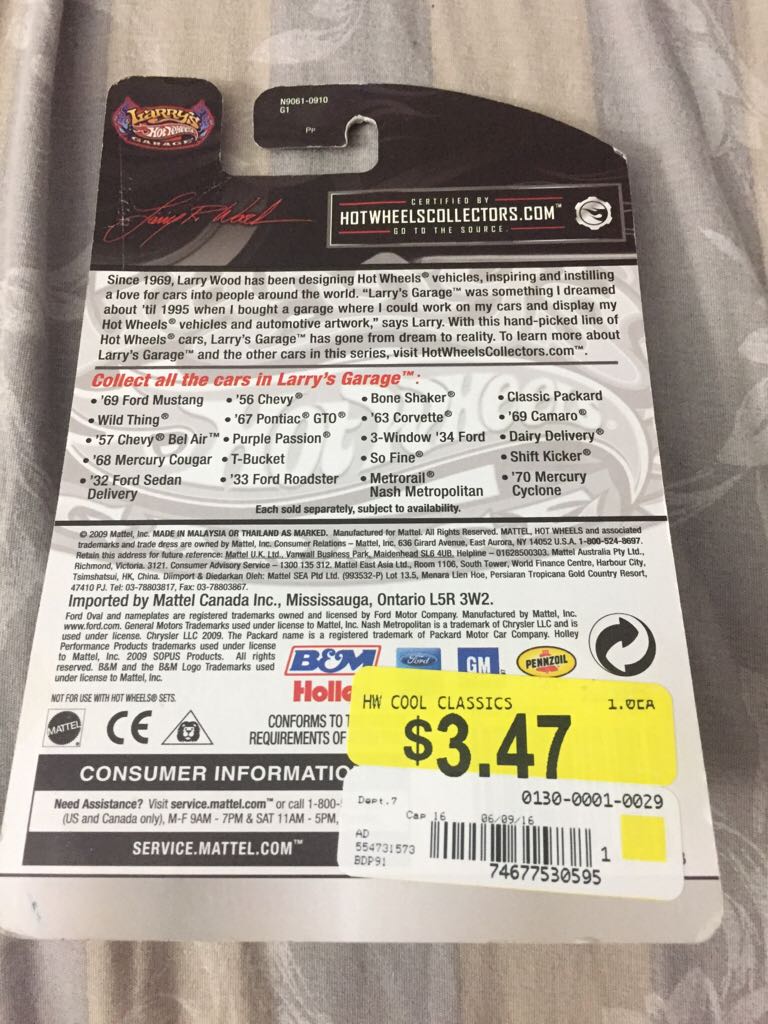 N9061-0910
G1
PP
LARRY'S
HOT WHEELS
GARAGE
Larry R. Wood
CERTIFIED BY
HOTWHEELSCOLLECTORS.COM™
GO TO THE SOURCE.
Since 1969, Larry Wood has been designing Hot Wheels® vehicles, inspiring and instilling
a love for cars into people around the world. "Larry's Garage™ was something I dreamed
about 'til 1995 when I bought a garage where I could work on my cars and display my
Hot Wheels® vehicles and automotive artwork," says Larry. With this hand-picked line of
Hot Wheels® cars, Larry's Garage™ has gone from dream to reality. To learn more about
Larry's Garage™ and the other cars in this series, visit HotWheelsCollectors.com™.
Collect all the cars in Larry's Garage™:
• '69 Ford Mustang • '56 Chevy® • Bone Shaker® • Classic Packard
• Wild Thing® • '67 Pontiac® GTO® • '63 Corvette® • '69 Camaro®
• '57 Chevy® Bel Air™ • Purple Passion® • 3-Window '34 Ford • Dairy Delivery®
• '68 Mercury Cougar • T-Bucket • So Fine® • Shift Kicker®
• '32 Ford Sedan • '33 Ford Roadster • Metrorail® • '70 Mercury
Delivery Nash Metropolitan Cyclone
Each sold separately, subject to availability.
© 2009 Mattel, Inc. MADE IN MALAYSIA OR THAILAND AS MARKED. Manufactured for Mattel. All Rights Reserved. MATTEL, HOT WHEELS and associated
trademarks and trade dress are owned by Mattel, Inc. Consumer Relations – Mattel, Inc. 636 Girard Avenue, East Aurora, NY 14052 U.S.A. 1-800-524-8697.
Retain this address for future reference: Mattel U.K. Ltd., Vanwall Business Park, Maidenhead SL6 4UB. Helpline – 01628500303. Mattel Australia Pty Ltd.,
Richmond, Victoria. 3121. Consumer Advisory Service – 1300 135 312. Mattel East Asia Ltd., Room 1106, South Tower, World Finance Centre, Harbour City,
Tsimshatsui, HK, China. Diimport & Diedarkan Oleh: Mattel SEA Ptd Ltd. (993532-P) Lot 13.5, Menara Lien Hoe, Persiaran Tropicana Gold Country Resort,
47410 PJ. Tel: 03-78803817, Fax: 03-78803867.
Imported by Mattel Canada Inc., Mississauga, Ontario L5R 3W2.
Ford Oval and nameplates are registered trademarks owned and licensed by Ford Motor Company. Manufactured by Mattel, Inc.
www.ford.com. General Motors Trademarks used under license to Mattel, Inc. Nash Metropolitan is a trademark of Chrysler LLC and is
used under license. Chrysler LLC 2009. The Packard name is a registered trademark of Packard Motor Car Company. Holley
Performance Products trademarks used under license
to Mattel, Inc. 2009 SOPUS Products. All rights
reserved. B&M and the B&M Logo Trademarks used
under license to Mattel, Inc.
B&M
Ford
GM
PENNZOIL
Holle
NOT FOR USE WITH HOT WHEELS® SETS.
MATTEL
CE
CONFORMS TO
REQUIREMENTS OF
HW COOL CLASSICS 1.0EA
$3.47
CONSUMER INFORMATIO
Need Assistance? Visit service.mattel.com™ or call 1-800-
(US and Canada only), M-F 9AM - 7PM & SAT 11AM - 5PM,
SERVICE.MATTEL.COM™
Dept.7 0130-0001-0029
Cap 16 06/09/16
AD
554731573
BDP91
1
74677530595